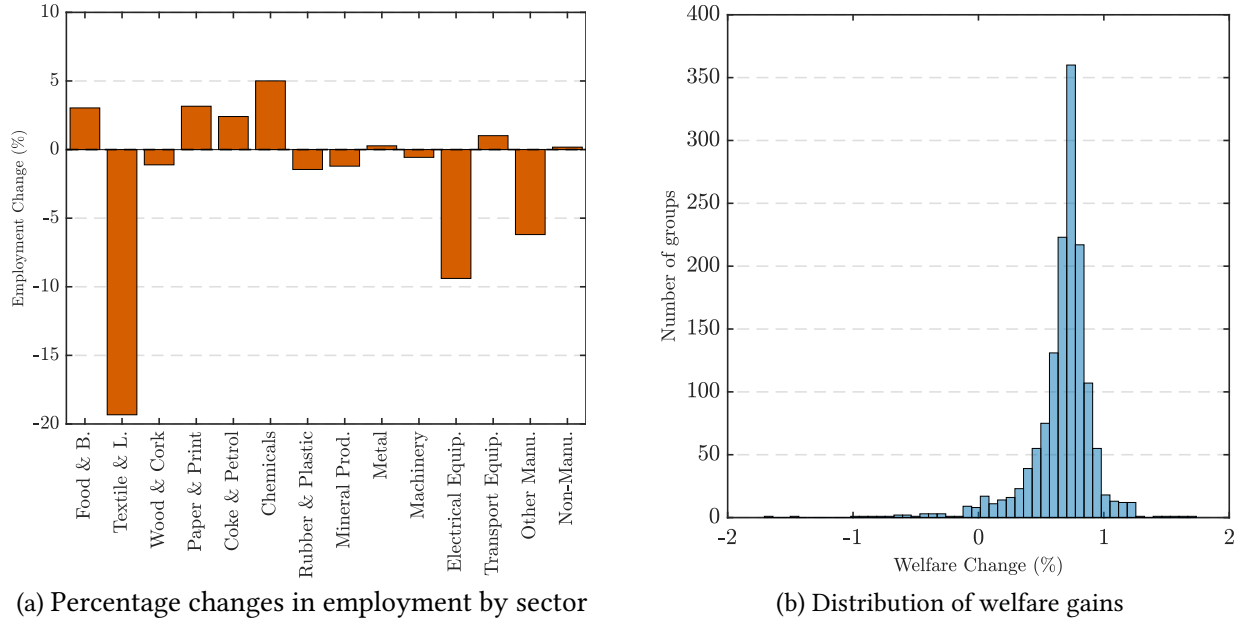 10
5
0
-5
-10
-15
-20
Employment Change (%)
Food & B.
Textile & L.
Wood & Cork
Paper & Print
Coke & Petrol
Chemicals
Rubber & Plastic
Mineral Prod.
Metal
Machinery
Electrical Equip.
Transport Equip.
Other Manu.
Non-Manu.
(a) Percentage changes in employment by sector
400
350
300
250
200
150
100
50
0
Number of groups
-2 -1 0 1 2
Welfare Change (%)
(b) Distribution of welfare gains